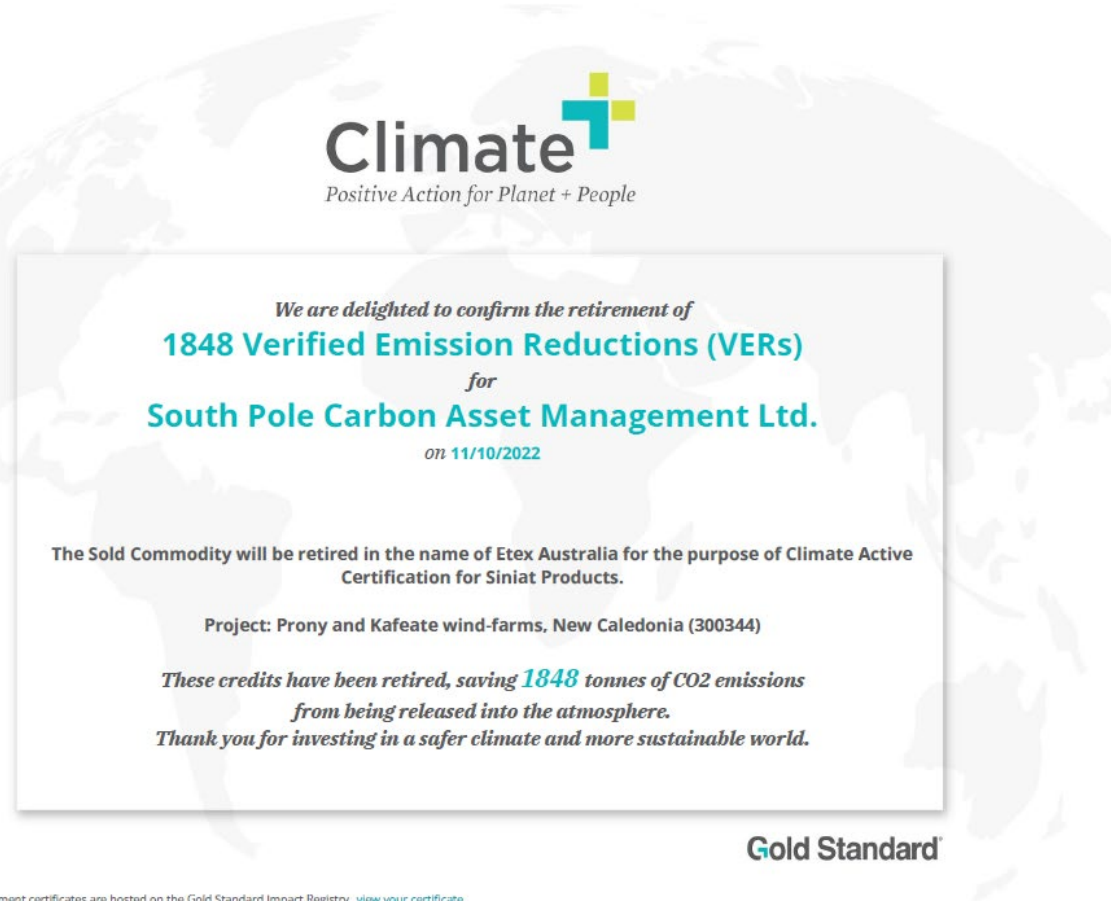 Climate
Positive Action for Planet + People
We are delighted to confirm the retirement of
1848 Verified Emission Reductions (VERs)
for
South Pole Carbon Asset Management Ltd.
on 11/10/2022
The Sold Commodity will be retired in the name of Etex Australia for the purpose of Climate Active
Certification for Siniat Products.
Project: Prony and Kafeate wind-farms, New Caledonia (300344)
These credits have been retired, saving 1848 tonnes of CO2 emissions
from being released into the atmosphere.
Thank you for investing in a safer climate and more sustainable world.
Gold Standard
certificates are hosted on the Gold Standard Impact Registry. view your certificate